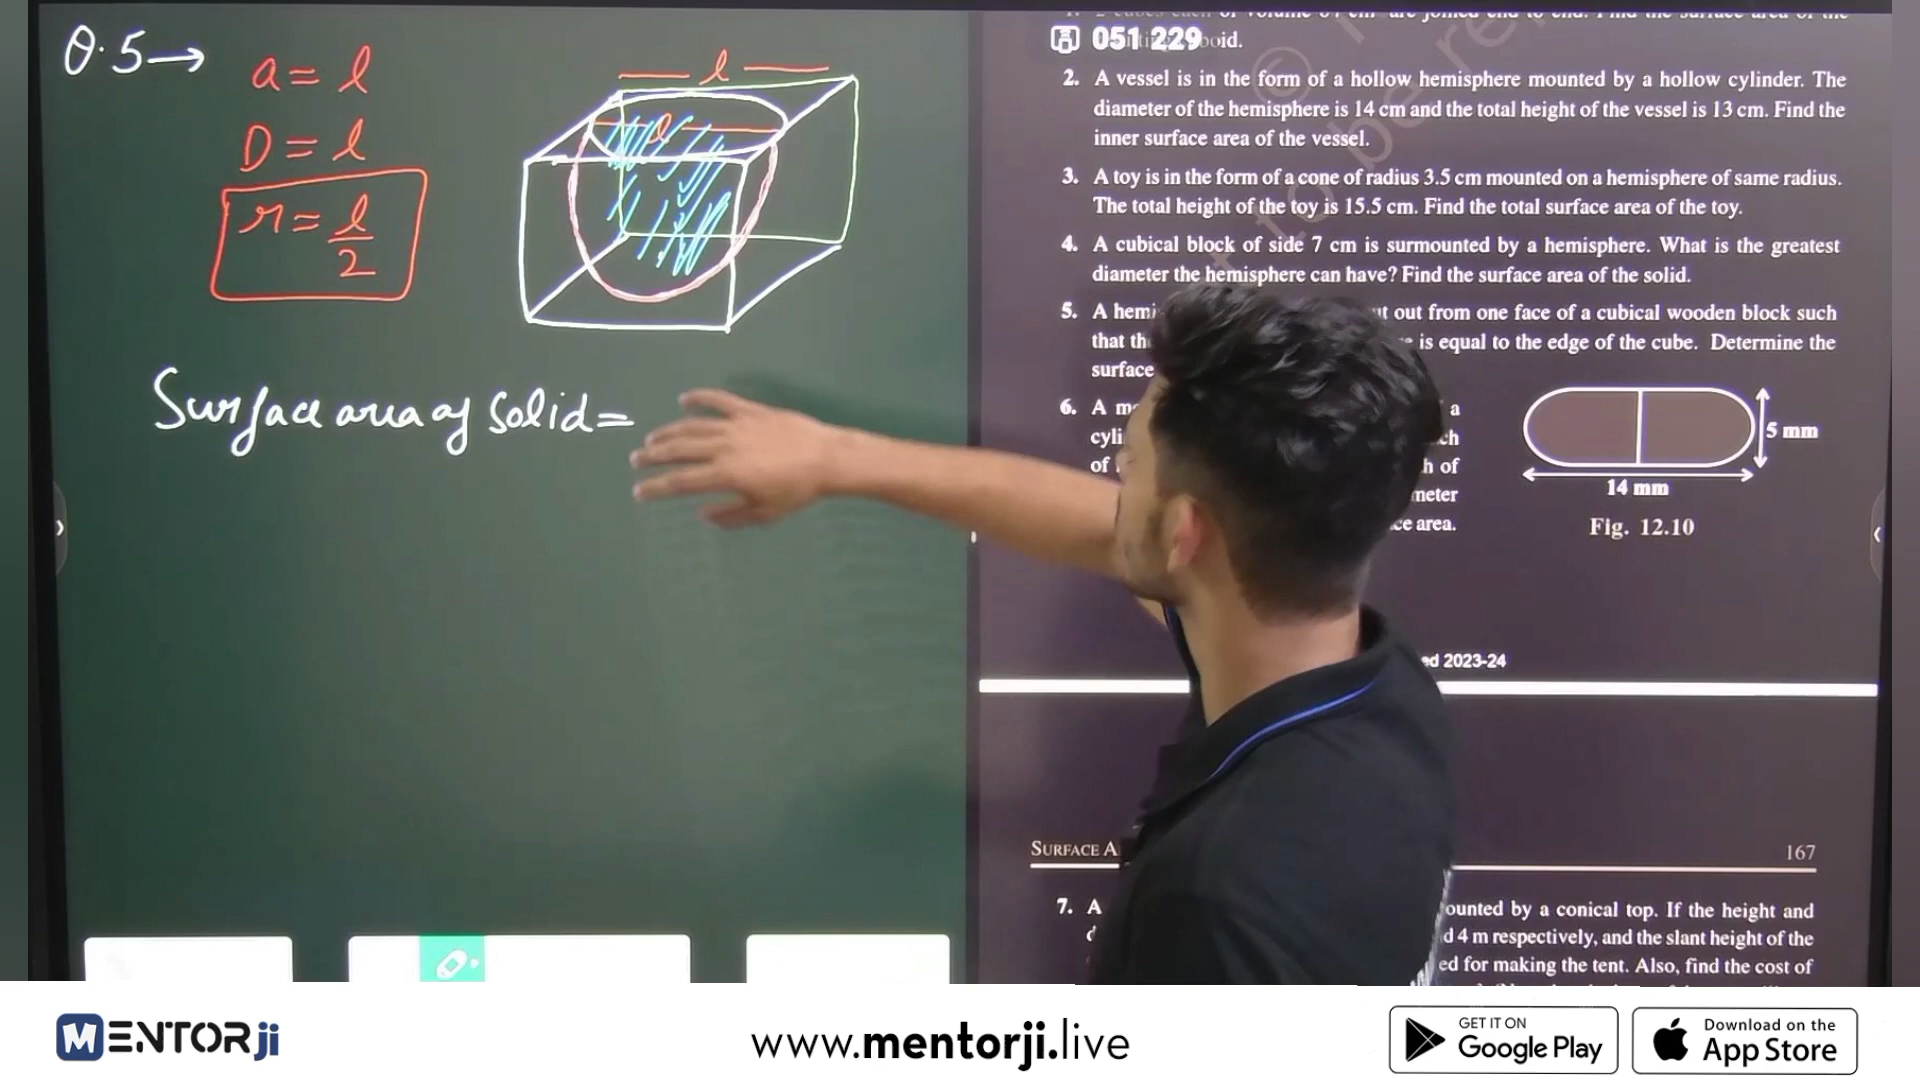 Q.5→
a = l
D = l
r = l/2
l
l
Surface area of solid =
051 229 oid.
2. A vessel is in the form of a hollow hemisphere mounted by a hollow cylinder. The
diameter of the hemisphere is 14 cm and the total height of the vessel is 13 cm. Find the
inner surface area of the vessel.
3. A toy is in the form of a cone of radius 3.5 cm mounted on a hemisphere of same radius.
The total height of the toy is 15.5 cm. Find the total surface area of the toy.
4. A cubical block of side 7 cm is surmounted by a hemisphere. What is the greatest
diameter the hemisphere can have? Find the surface area of the solid.
5. A hemi ut out from one face of a cubical wooden block such
that th is equal to the edge of the cube. Determine the
surface
6. A m a
cyli ch
of h of
meter
ce area.
5 mm
14 mm
Fig. 12.10
ed 2023-24
SURFACE A 167
7. A ounted by a conical top. If the height and
d 4 m respectively, and the slant height of the
ed for making the tent. Also, find the cost of
MENTORji
www.mentorji.live
GET IT ON
Google Play
Download on the
App Store